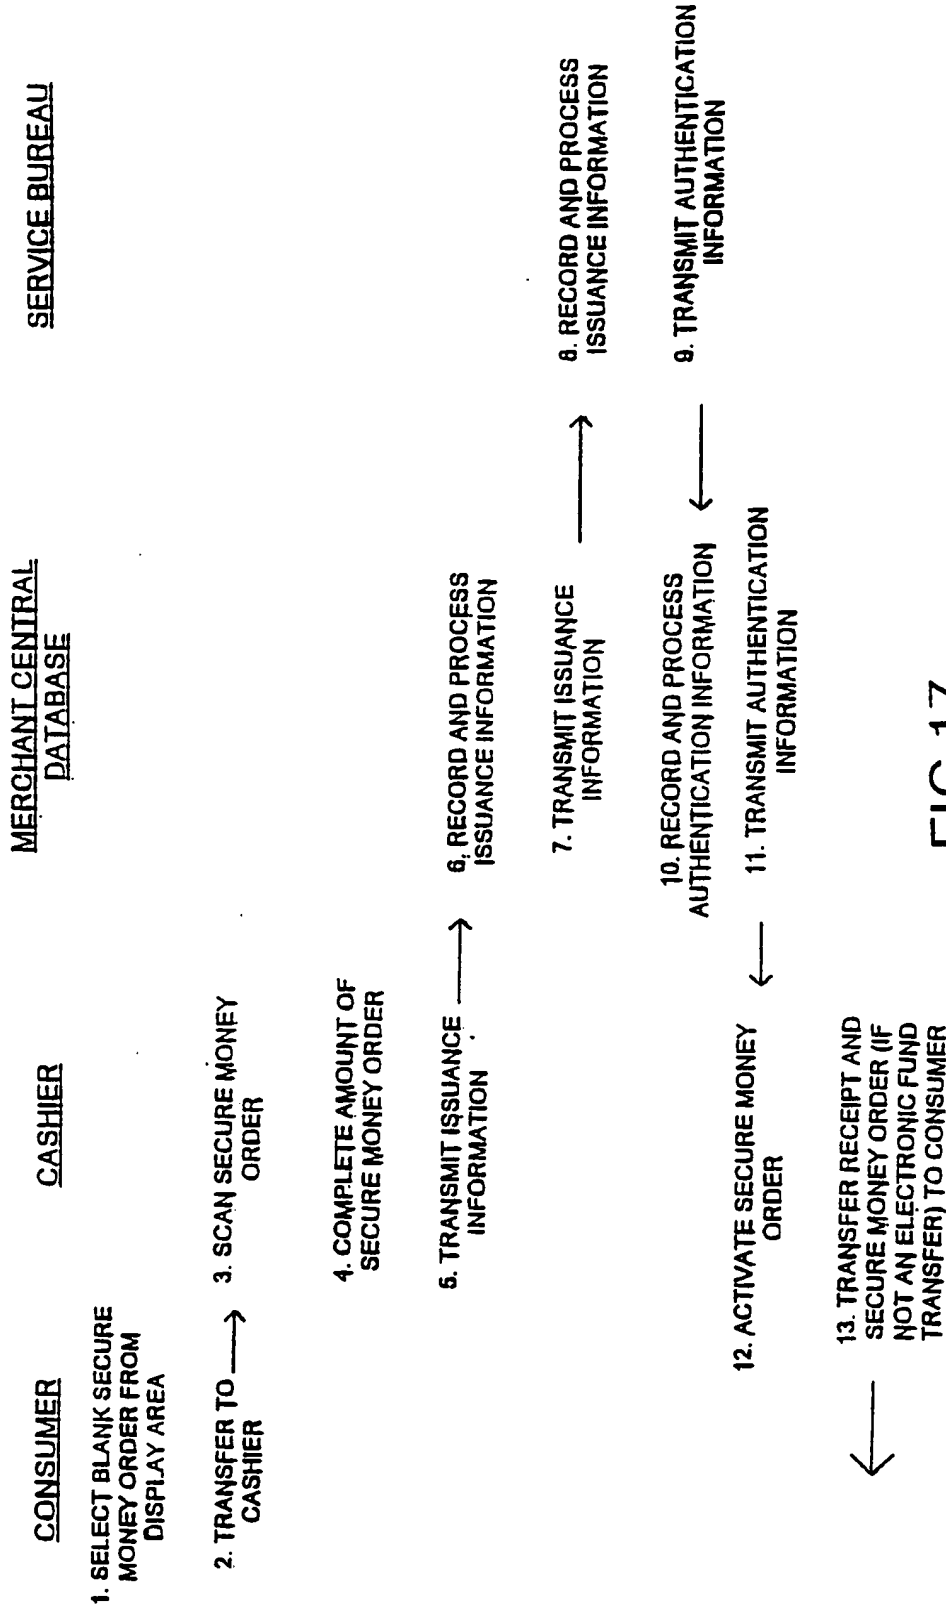 CONSUMER
CASHIER
MERCHANT CENTRAL
DATABASE
SERVICE BUREAU
1. SELECT BLANK SECURE
MONEY ORDER FROM
DISPLAY AREA
2. TRANSFER TO
CASHIER
3. SCAN SECURE MONEY
ORDER
4. COMPLETE AMOUNT OF
SECURE MONEY ORDER
5. TRANSMIT ISSUANCE
INFORMATION
6. RECORD AND PROCESS
ISSUANCE INFORMATION
7. TRANSMIT ISSUANCE
INFORMATION
8. RECORD AND PROCESS
ISSUANCE INFORMATION
9. TRANSMIT AUTHENTICATION
INFORMATION
10. RECORD AND PROCESS
AUTHENTICATION INFORMATION
11. TRANSMIT AUTHENTICATION
INFORMATION
12. ACTIVATE SECURE MONEY
ORDER
13. TRANSFER RECEIPT AND
SECURE MONEY ORDER (IF
NOT AN ELECTRONIC FUND
TRANSFER) TO CONSUMER
FIG 17